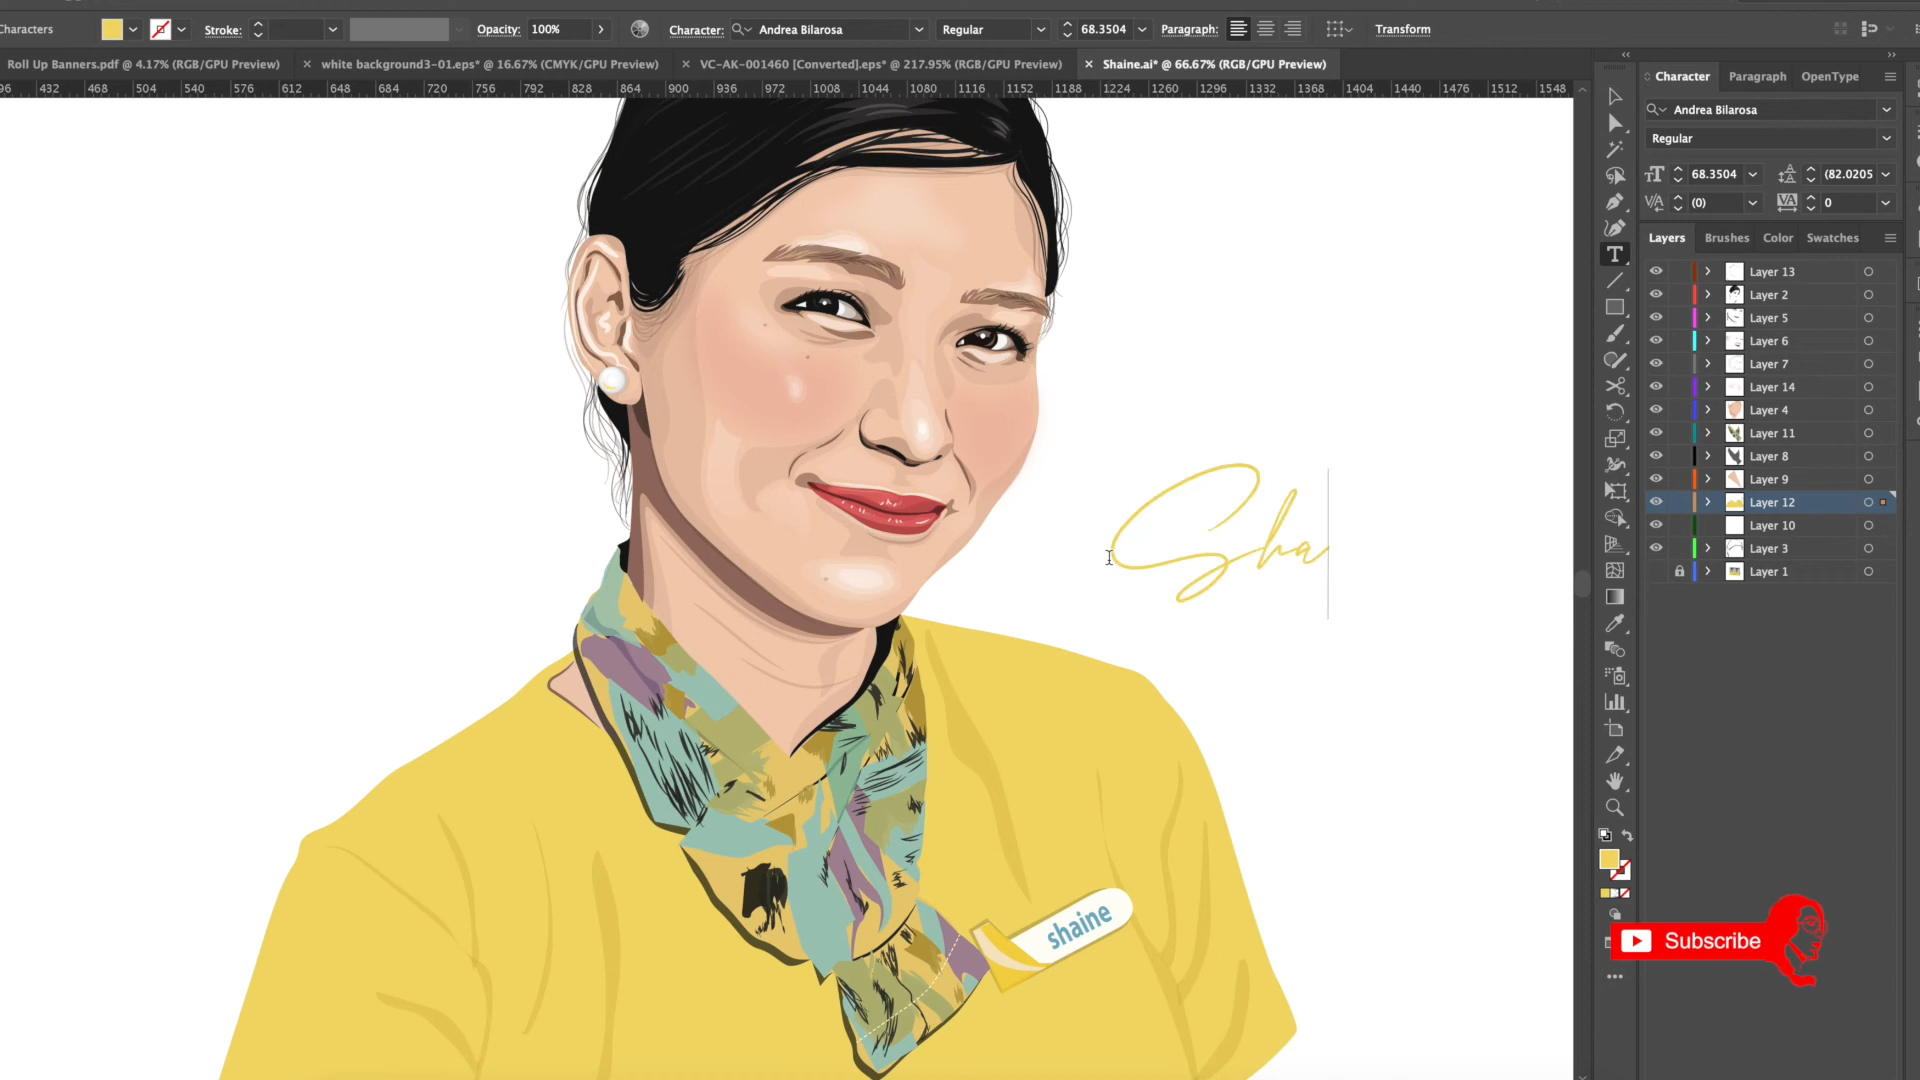 Characters
Stroke:
Opacity: 100%
Character: Andrea Bilarosa
Regular
68.3504
Paragraph:
Transform
Roll Up Banners.pdf @ 4.17% (RGB/GPU Preview)
white background3-01.eps* @ 16.67% (CMYK/GPU Preview)
VC-AK-001460 [Converted].eps* @ 217.95% (RGB/GPU Preview)
Shaine.ai* @ 66.67% (RGB/GPU Preview)
96 432 468 504 540 576 612 648 684 720 756 792 828 864 900 936 972 1008 1044 1080 1116 1152 1188 1224 1260 1296 1332 1368 1404 1440 1476 1512 1548
Character Paragraph OpenType
Andrea Bilarosa
Regular
68.3504 (82.0205
(0) 0
Layers Brushes Color Swatches
Layer 13
Layer 2
Layer 5
Layer 6
Layer 7
Layer 14
Layer 4
Layer 11
Layer 8
Layer 9
Layer 12
Layer 10
Layer 3
Layer 1
Sha
shaine
Subscribe